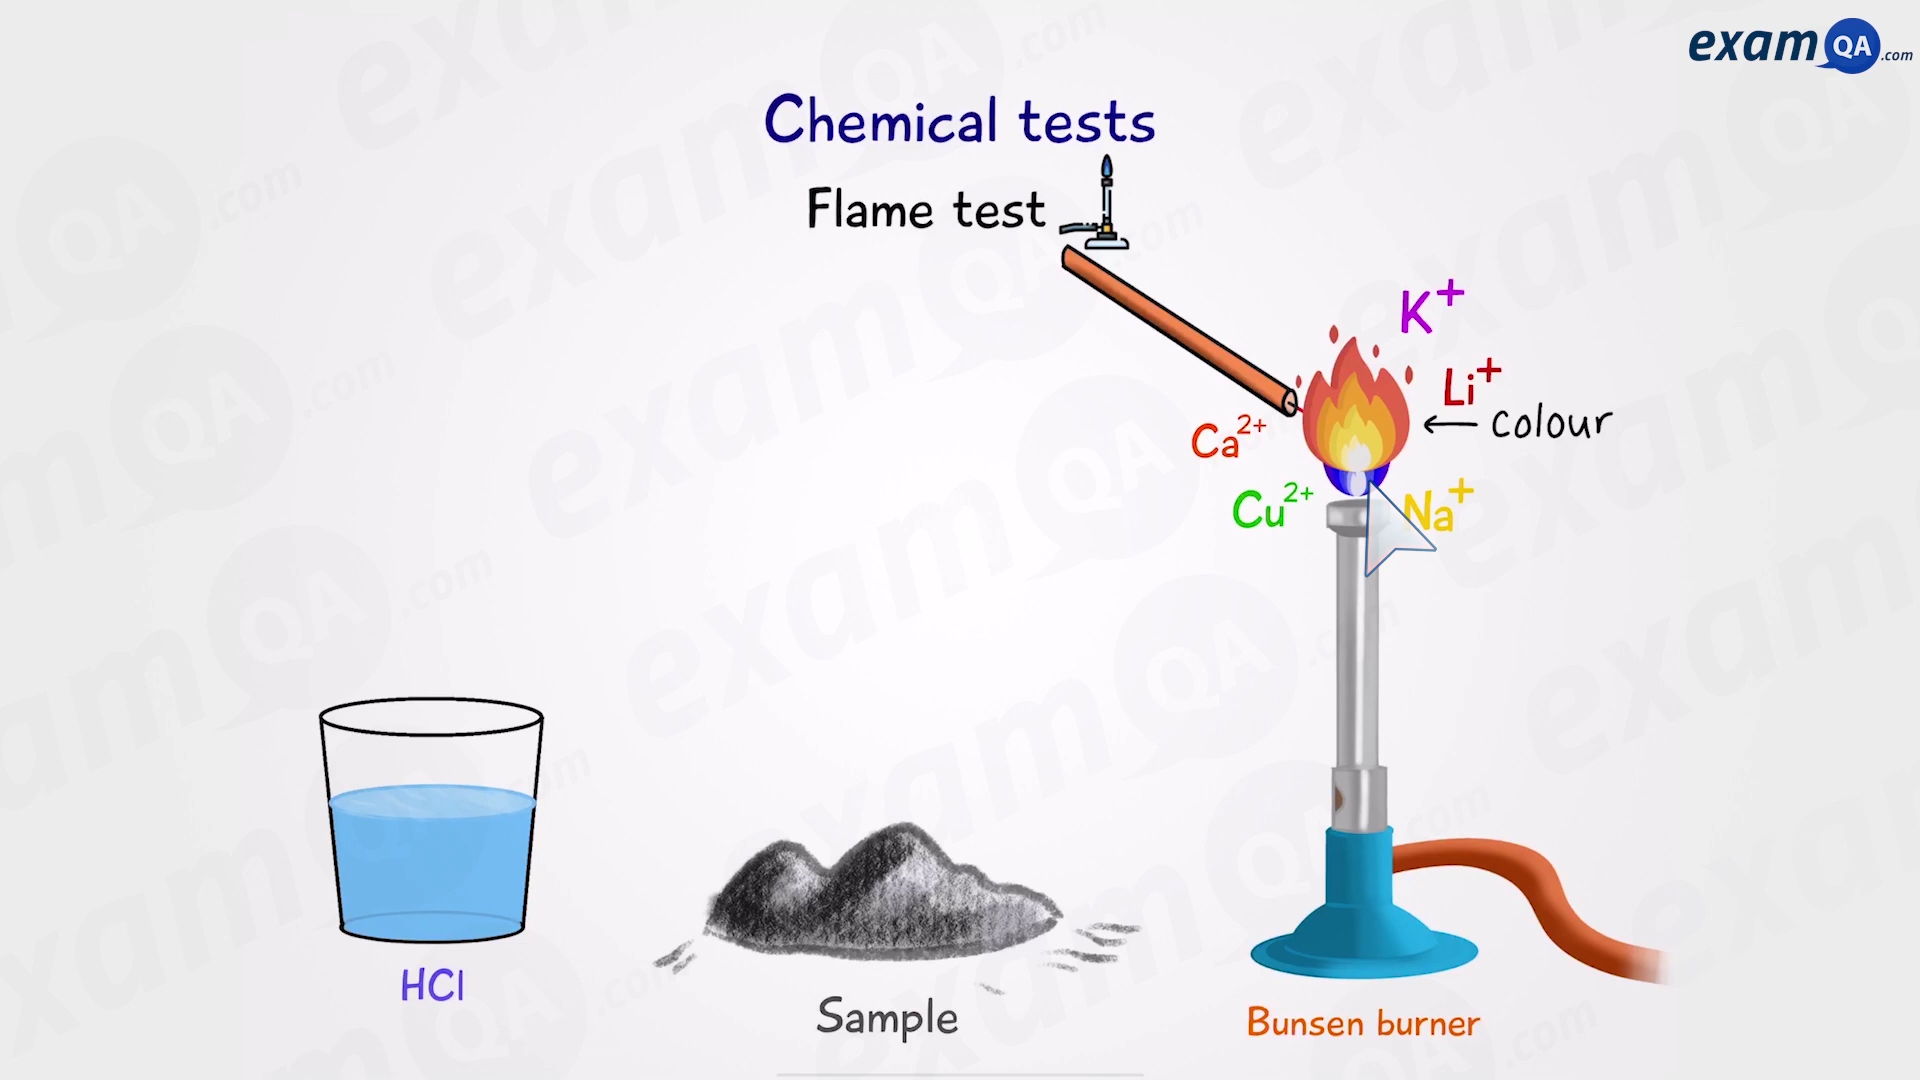 examQA.com
Chemical tests
Flame test
K+
Li+
← colour
Ca2+
Cu2+
Na+
HCl
Sample
Bunsen burner